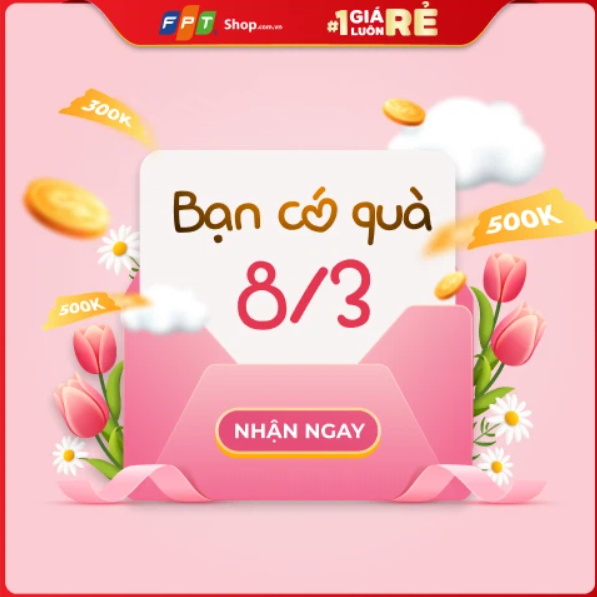 FPT Shop.com.vn
#1 GIÁ LUÔN RẺ
300K
Bạn có quà
500K
8/3
500K
NHẬN NGAY